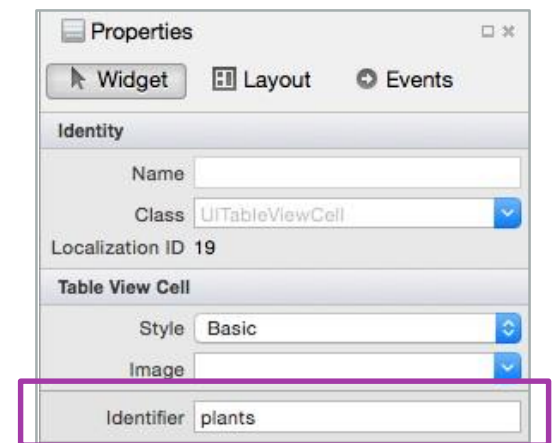 Properties
Widget Layout Events
Identity
Name
Class UITableViewCell
Localization ID 19
Table View Cell
Style Basic
Image
Identifier plants